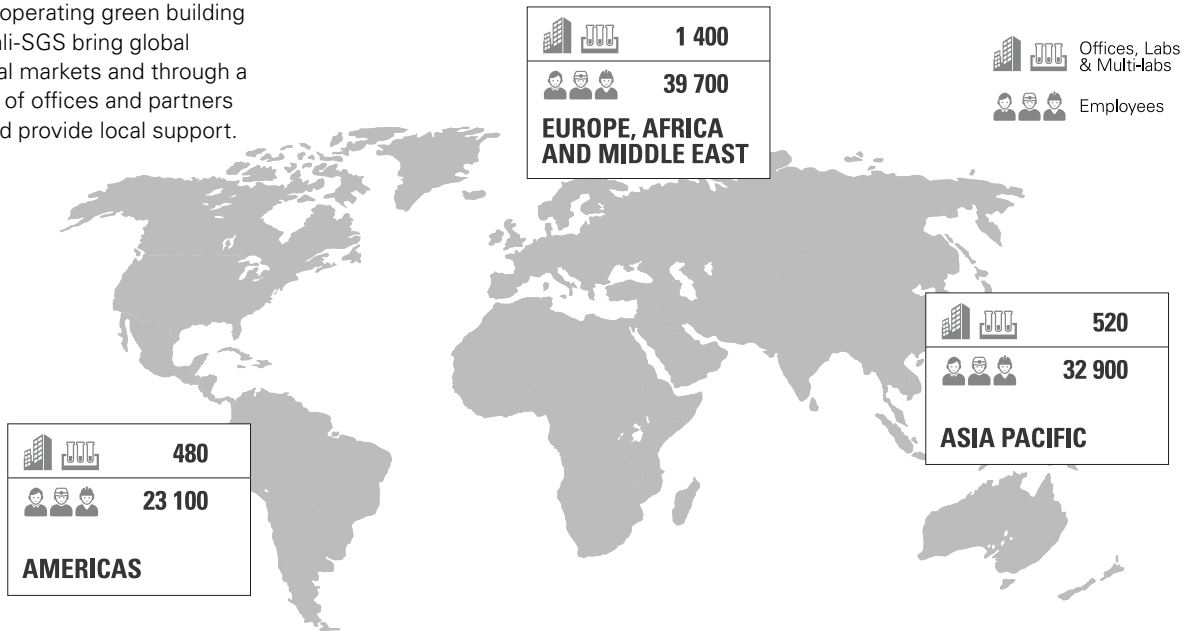 operating green building
ali-SGS bring global
al markets and through a
of offices and partners
d provide local support.
1 400
39 700
EUROPE, AFRICA
AND MIDDLE EAST
Offices, Labs
& Multi-labs
Employees
520
32 900
ASIA PACIFIC
480
23 100
AMERICAS